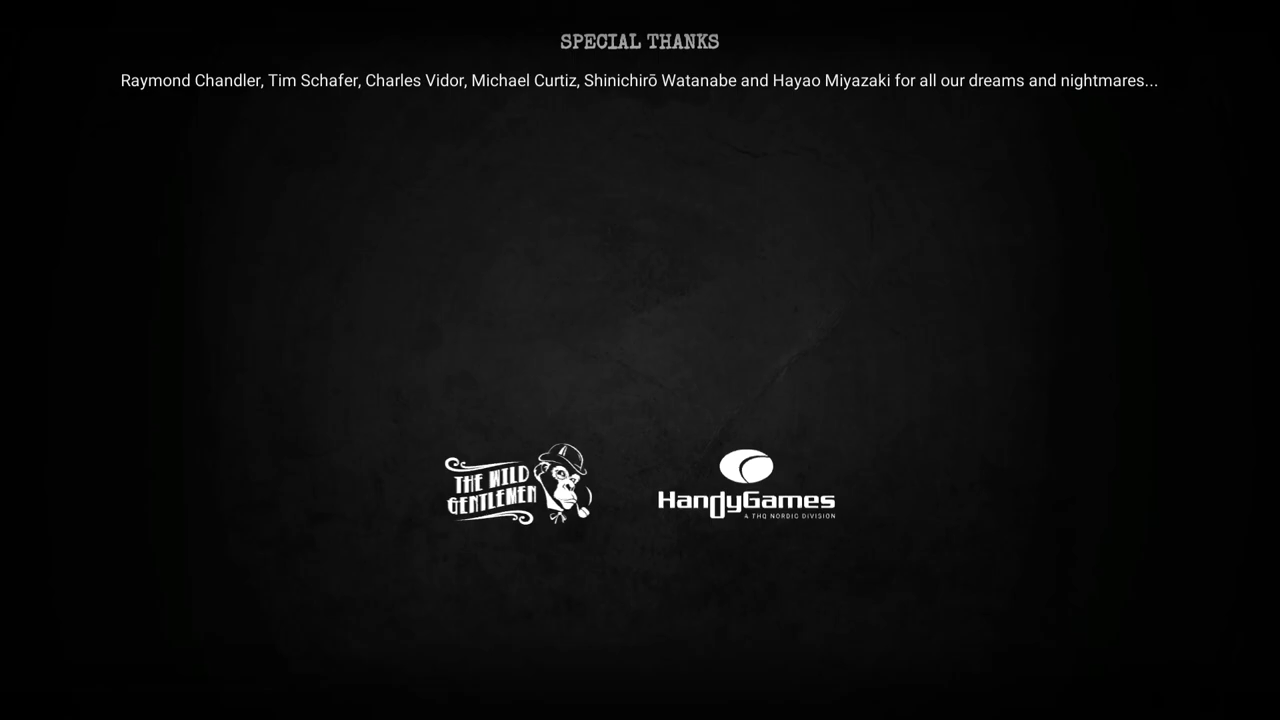 SPECIAL THANKS
Raymond Chandler, Tim Schafer, Charles Vidor, Michael Curtiz, Shinichirō Watanabe and Hayao Miyazaki for all our dreams and nightmares...
THE WILD
GENTLEMEN
HandyGames
A THQ NORDIC DIVISION